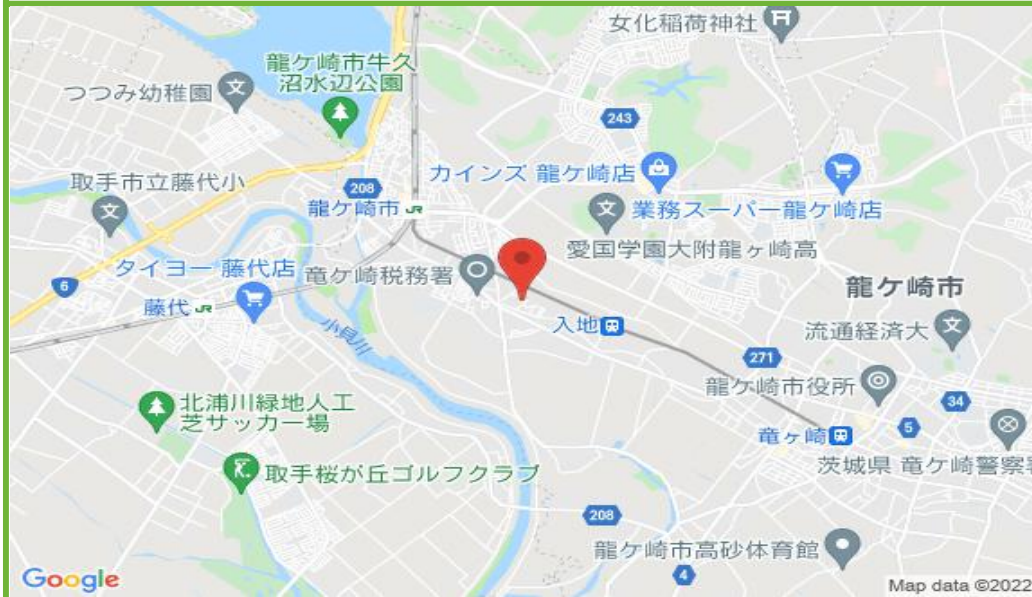 女化稲荷神社
龍ケ崎市牛久
沼水辺公園
つつみ幼稚園
243
カインズ 龍ケ崎店
取手市立藤代小
208
龍ケ崎市 JR
業務スーパー龍ケ崎店
愛国学園大附龍ヶ崎高
タイヨー 藤代店
竜ケ崎税務署
6
龍ケ崎市
藤代 JR
小貝川
入地
流通経済大
271
龍ケ崎市役所
北浦川緑地人工
芝サッカー場
34
5
竜ヶ崎
茨城県 竜ケ崎警察署
取手桜が丘ゴルフクラブ
208
龍ケ崎市高砂体育館
4
Google
Map data ©2022